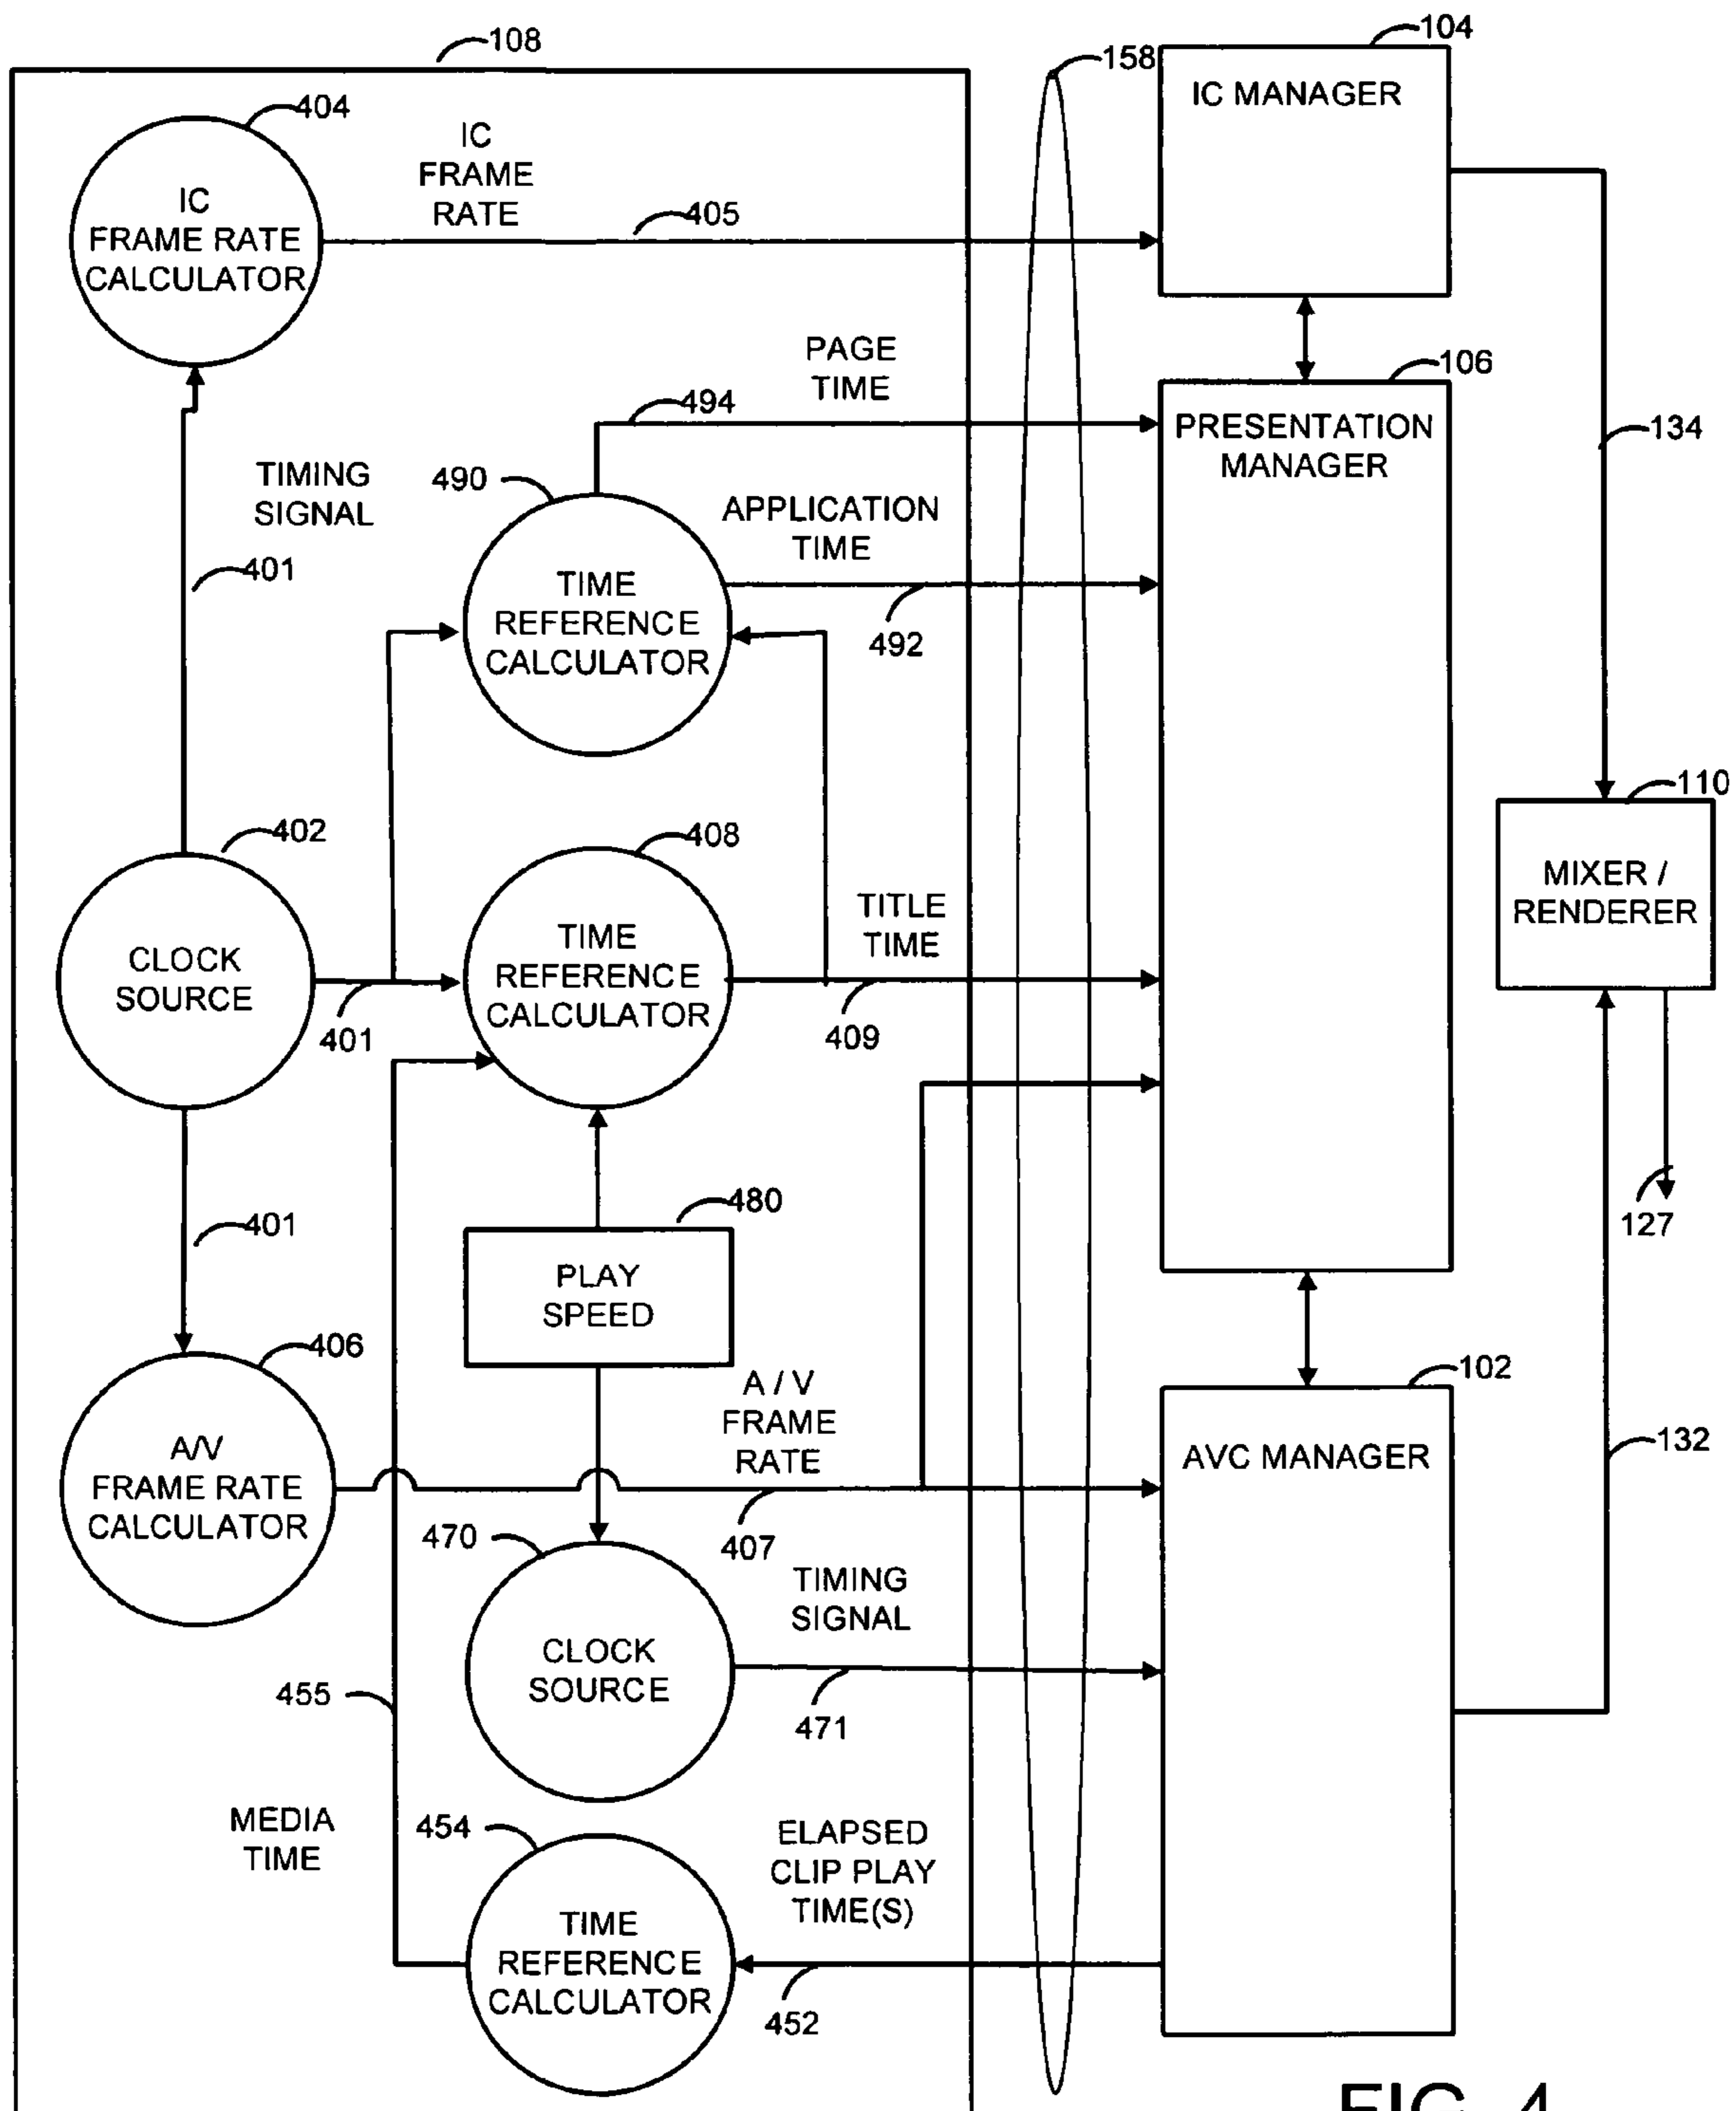 108
104
158
IC MANAGER
404
IC
FRAME
RATE
IC
FRAME RATE
CALCULATOR
405
PAGE
TIME
106
494
PRESENTATION
MANAGER
134
TIMING
SIGNAL
490
APPLICATION
TIME
401
TIME
REFERENCE
CALCULATOR
492
110
402
408
MIXER /
RENDERER
TITLE
TIME
CLOCK
SOURCE
TIME
REFERENCE
CALCULATOR
401
409
480
401
127
PLAY
SPEED
406
102
A / V
FRAME
RATE
132
A/V
FRAME RATE
CALCULATOR
AVC MANAGER
470
407
TIMING
SIGNAL
CLOCK
SOURCE
455
471
MEDIA
TIME
454
ELAPSED
CLIP PLAY
TIME(S)
TIME
REFERENCE
CALCULATOR
452
FIG. 4